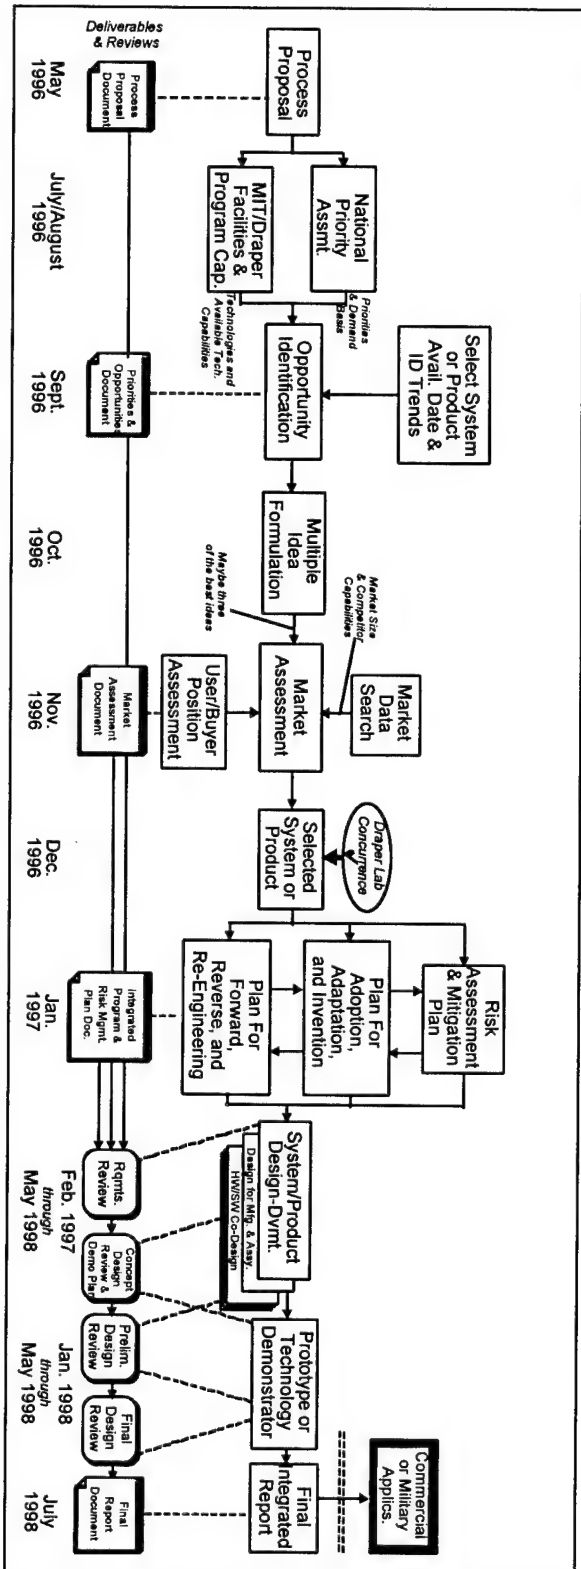 Select System
or Product
Avail. Date &
ID Trends
Market
Data
Search
Draper Lab
Concurrence
Risk
Assessment
& Mitigation
Plan
Commercial
or Military
Applics.
National
Priority
Assmt.
Priorities
& Demand
Basis
Market Size
& Competitor
Capabilities
Plan For
Adoption,
Adaptation,
and Invention
Process
Proposal
Opportunity
Identification
Multiple
Idea
Formulation
Market
Assessment
Selected
System or
Product
System/Product
Design-Dvmt.
Design for Mfg. & Assy.
HW/SW Co-Design
Prototype or
Technology
Demonstrator
Final
Integrated
Report
MIT/Draper
Facilities &
Program Cap.
Technologies and
Available Tech.
Capabilities
Maybe three
of the best ideas
User/Buyer
Position
Assessment
Plan For
Forward,
Reverse, and
Re-Engineering
Deliverables
& Reviews
Process
Proposal
Document
Priorities &
Opportunities
Document
Market
Assessment
Document
Integrated
Program &
Risk Mgmt.
Plan Doc.
Rqmts.
Review
Concept
Design
Review &
Demo Plan
Prelim.
Design
Review
Final
Design
Review
Final
Report
Document
May
1996
July/August
1996
Sept.
1996
Oct.
1996
Nov.
1996
Dec.
1996
Jan.
1997
Feb. 1997
through
May 1998
Jan. 1998
through
May 1998
July
1998